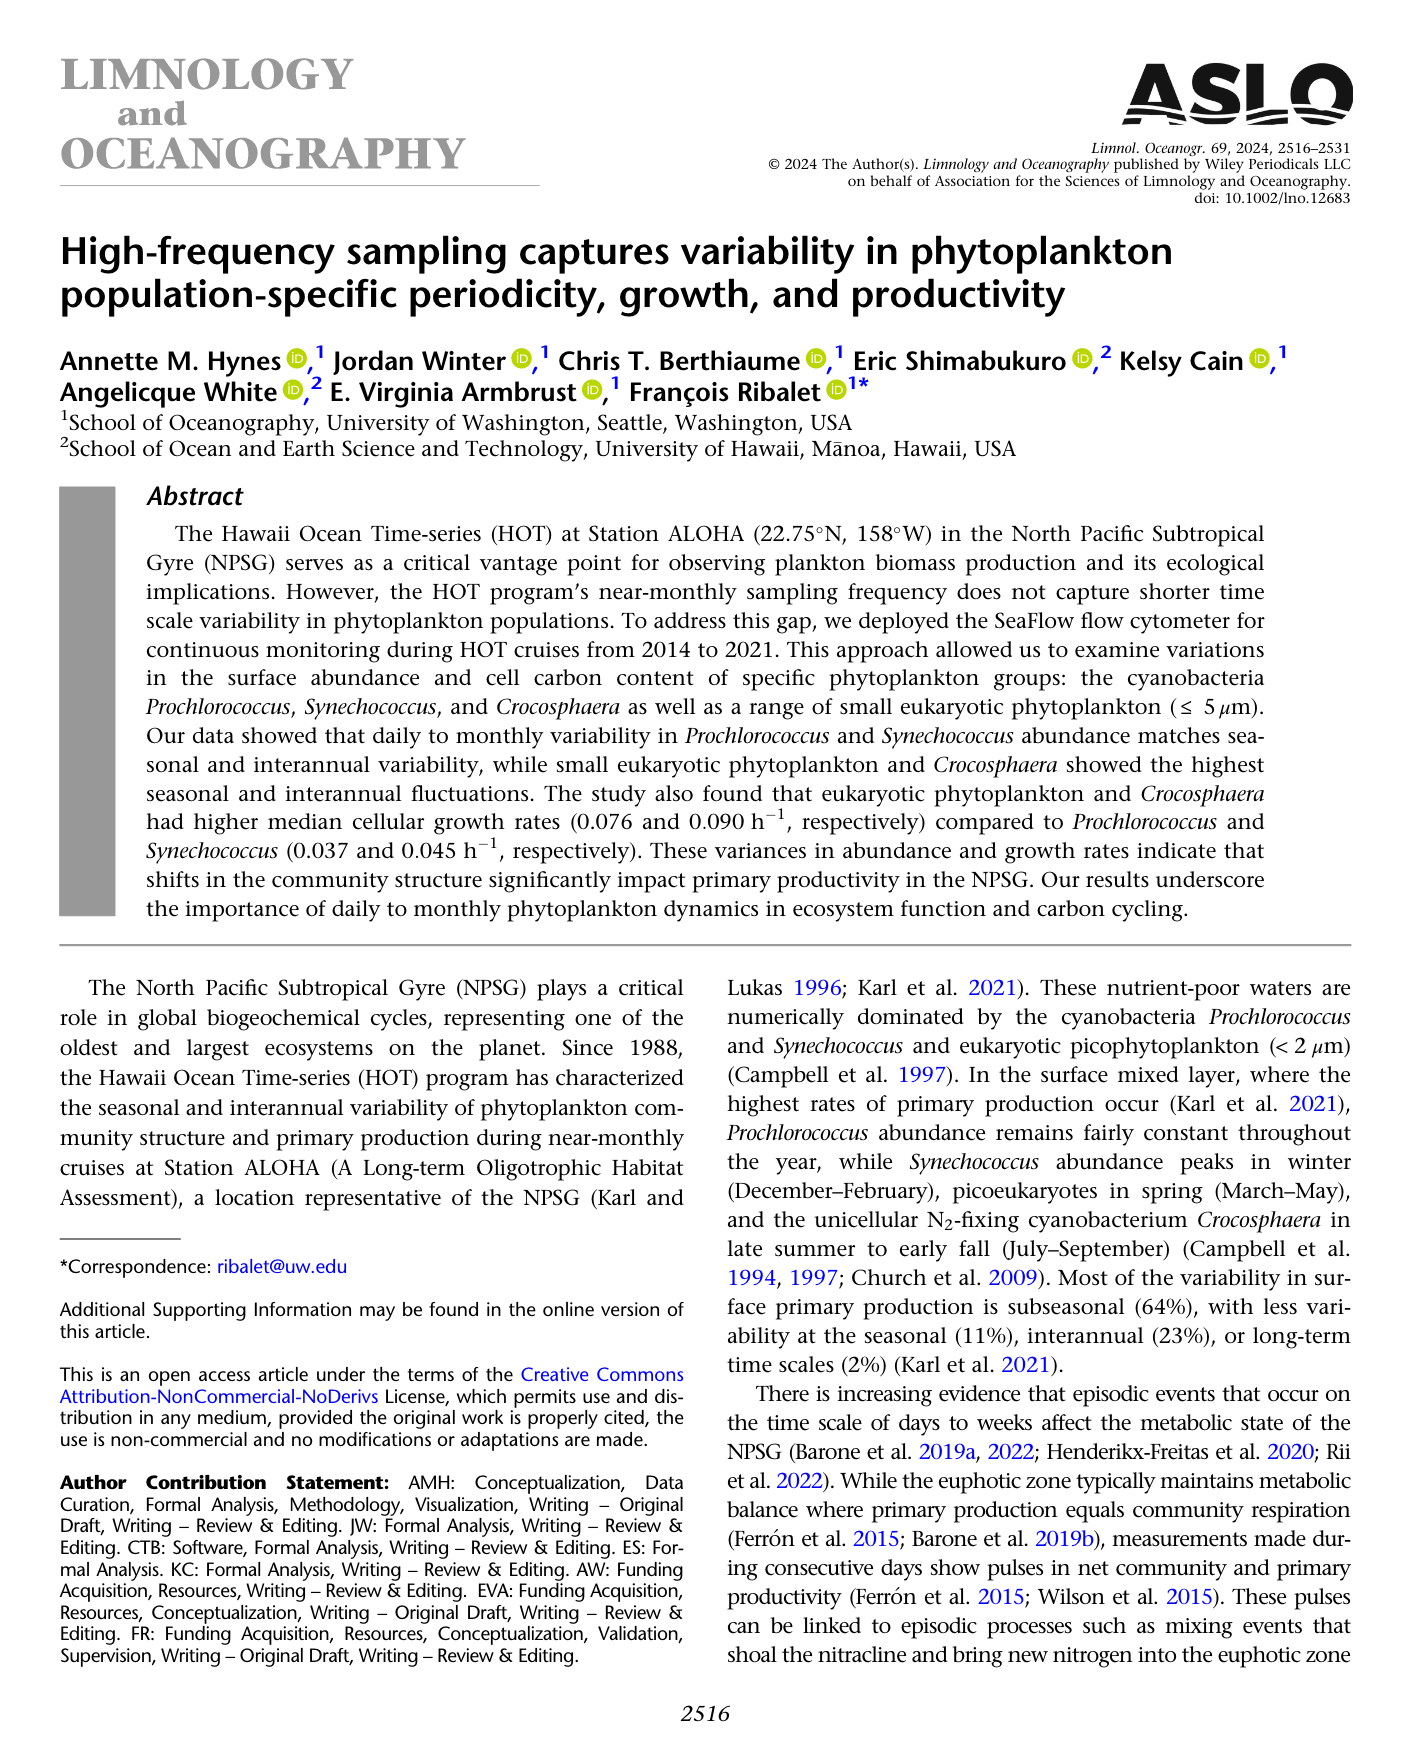 LIMNOLOGY
and
OCEANOGRAPHY
ASLO
Limnol. Oceanogr. 69, 2024, 2516–2531
© 2024 The Author(s). Limnology and Oceanography published by Wiley Periodicals LLC
on behalf of Association for the Sciences of Limnology and Oceanography.
doi: 10.1002/lno.12683
High-frequency sampling captures variability in phytoplankton
population-specific periodicity, growth, and productivity
Annette M. Hynes iD,1 Jordan Winter iD,1 Chris T. Berthiaume iD,1 Eric Shimabukuro iD,2 Kelsy Cain iD,1
Angelicque White iD,2 E. Virginia Armbrust iD,1 François Ribalet iD1*
1School of Oceanography, University of Washington, Seattle, Washington, USA
2School of Ocean and Earth Science and Technology, University of Hawaii, Mānoa, Hawaii, USA
Abstract
The Hawaii Ocean Time-series (HOT) at Station ALOHA (22.75°N, 158°W) in the North Pacific Subtropical
Gyre (NPSG) serves as a critical vantage point for observing plankton biomass production and its ecological
implications. However, the HOT program's near-monthly sampling frequency does not capture shorter time
scale variability in phytoplankton populations. To address this gap, we deployed the SeaFlow flow cytometer for
continuous monitoring during HOT cruises from 2014 to 2021. This approach allowed us to examine variations
in the surface abundance and cell carbon content of specific phytoplankton groups: the cyanobacteria
Prochlorococcus, Synechococcus, and Crocosphaera as well as a range of small eukaryotic phytoplankton (≤ 5 μm).
Our data showed that daily to monthly variability in Prochlorococcus and Synechococcus abundance matches sea-
sonal and interannual variability, while small eukaryotic phytoplankton and Crocosphaera showed the highest
seasonal and interannual fluctuations. The study also found that eukaryotic phytoplankton and Crocosphaera
had higher median cellular growth rates (0.076 and 0.090 h−1, respectively) compared to Prochlorococcus and
Synechococcus (0.037 and 0.045 h−1, respectively). These variances in abundance and growth rates indicate that
shifts in the community structure significantly impact primary productivity in the NPSG. Our results underscore
the importance of daily to monthly phytoplankton dynamics in ecosystem function and carbon cycling.
The North Pacific Subtropical Gyre (NPSG) plays a critical
role in global biogeochemical cycles, representing one of the
oldest and largest ecosystems on the planet. Since 1988,
the Hawaii Ocean Time-series (HOT) program has characterized
the seasonal and interannual variability of phytoplankton com-
munity structure and primary production during near-monthly
cruises at Station ALOHA (A Long-term Oligotrophic Habitat
Assessment), a location representative of the NPSG (Karl and
*Correspondence: ribalet@uw.edu
Additional Supporting Information may be found in the online version of
this article.
This is an open access article under the terms of the Creative Commons
Attribution-NonCommercial-NoDerivs License, which permits use and dis-
tribution in any medium, provided the original work is properly cited, the
use is non-commercial and no modifications or adaptations are made.
Author Contribution Statement: AMH: Conceptualization, Data
Curation, Formal Analysis, Methodology, Visualization, Writing – Original
Draft, Writing – Review & Editing. JW: Formal Analysis, Writing – Review &
Editing. CTB: Software, Formal Analysis, Writing – Review & Editing. ES: For-
mal Analysis. KC: Formal Analysis, Writing – Review & Editing. AW: Funding
Acquisition, Resources, Writing – Review & Editing. EVA: Funding Acquisition,
Resources, Conceptualization, Writing – Original Draft, Writing – Review &
Editing. FR: Funding Acquisition, Resources, Conceptualization, Validation,
Supervision, Writing – Original Draft, Writing – Review & Editing.
Lukas 1996; Karl et al. 2021). These nutrient-poor waters are
numerically dominated by the cyanobacteria Prochlorococcus
and Synechococcus and eukaryotic picophytoplankton (< 2 μm)
(Campbell et al. 1997). In the surface mixed layer, where the
highest rates of primary production occur (Karl et al. 2021),
Prochlorococcus abundance remains fairly constant throughout
the year, while Synechococcus abundance peaks in winter
(December–February), picoeukaryotes in spring (March–May),
and the unicellular N2-fixing cyanobacterium Crocosphaera in
late summer to early fall (July–September) (Campbell et al.
1994, 1997; Church et al. 2009). Most of the variability in sur-
face primary production is subseasonal (64%), with less vari-
ability at the seasonal (11%), interannual (23%), or long-term
time scales (2%) (Karl et al. 2021).
There is increasing evidence that episodic events that occur on
the time scale of days to weeks affect the metabolic state of the
NPSG (Barone et al. 2019a, 2022; Henderikx-Freitas et al. 2020; Rii
et al. 2022). While the euphotic zone typically maintains metabolic
balance where primary production equals community respiration
(Ferrón et al. 2015; Barone et al. 2019b), measurements made dur-
ing consecutive days show pulses in net community and primary
productivity (Ferrón et al. 2015; Wilson et al. 2015). These pulses
can be linked to episodic processes such as mixing events that
shoal the nitracline and bring new nitrogen into the euphotic zone
2516